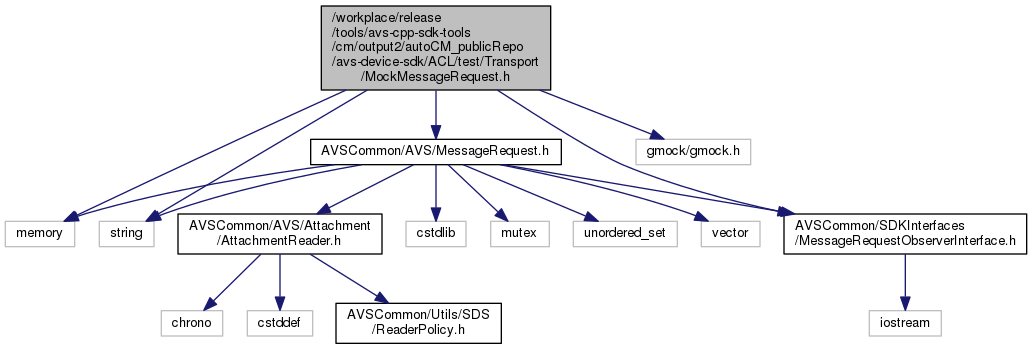 /workplace/release
/tools/avs-cpp-sdk-tools
/cm/output2/autoCM_publicRepo
/avs-device-sdk/ACL/test/Transport
/MockMessageRequest.h
AVSCommon/AVS/MessageRequest.h
gmock/gmock.h
memory
string
AVSCommon/AVS/Attachment
/AttachmentReader.h
cstdlib
mutex
unordered_set
vector
AVSCommon/SDKInterfaces
/MessageRequestObserverInterface.h
chrono
cstddef
AVSCommon/Utils/SDS
/ReaderPolicy.h
iostream